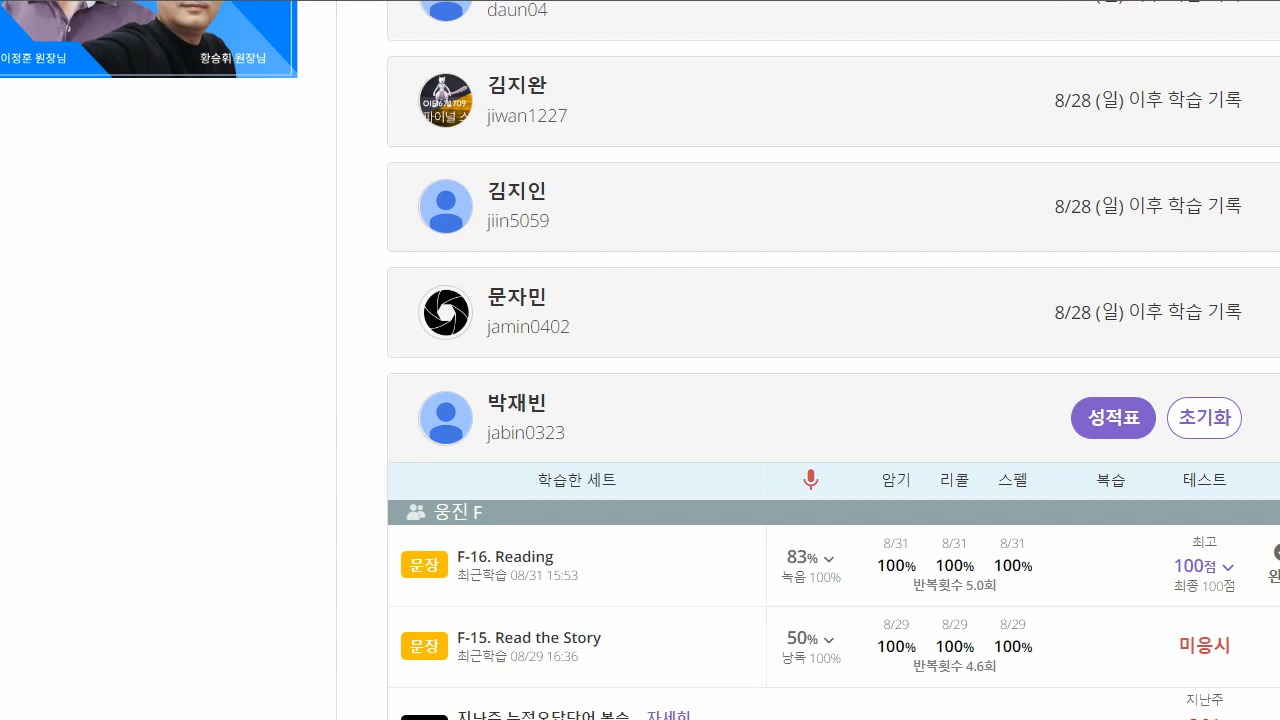 이정훈 원장님
황승휘 원장님
daun04
김지완
jiwan1227
8/28 (일) 이후 학습 기록
김지인
jiin5059
8/28 (일) 이후 학습 기록
문자민
jamin0402
8/28 (일) 이후 학습 기록
박재빈
jabin0323
성적표
초기화
학습한 세트 암기 리콜 스펠 복습 테스트
웅진 F
문장
F-16. Reading
최근학습 08/31 15:53
83%
녹음 100%
8/31 8/31 8/31
100% 100% 100%
반복횟수 5.0회
최고
100점
최종 100점
문장
F-15. Read the Story
최근학습 08/29 16:36
50%
낭독 100%
8/29 8/29 8/29
100% 100% 100%
반복횟수 4.6회
미응시
지난주